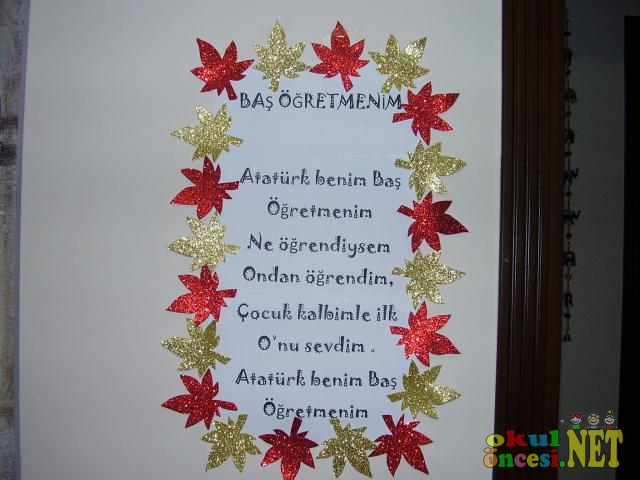 BAŞ ÖĞRETMENİM
Atatürk benim Baş
Öğretmenim
Ne öğrendiysem
Ondan öğrendim,
Çocuk kalbimle ilk
O'nu sevdim .
Atatürk benim Baş
Öğretmenim
okul
öncesi.NET